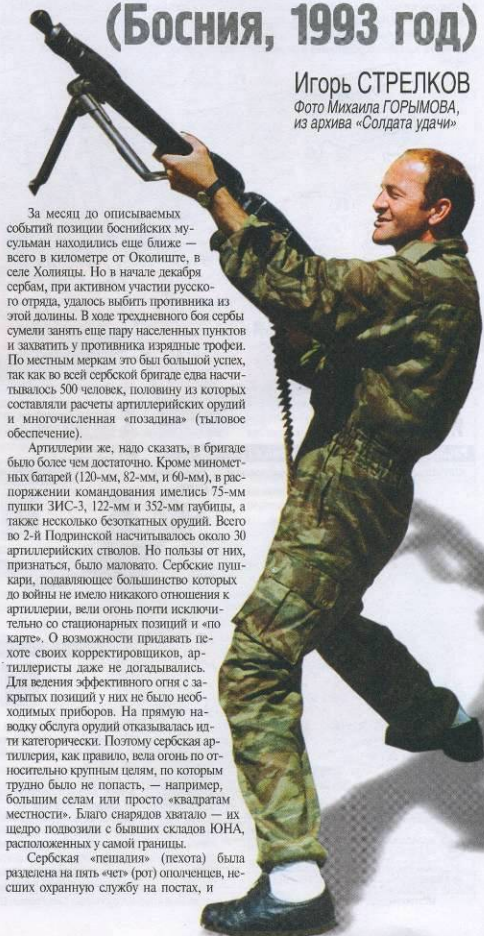 (Босния, 1993 год)
Игорь СТРЕЛКОВ
Фото Михаила ГОРЫМОВА,
из архива «Солдата удачи»
За месяц до описываемых
событий позиции боснийских му-
сульман находились еще ближе —
всего в километре от Околиште, в
селе Холияцы. Но в начале декабря
сербам, при активном участии русско-
го отряда, удалось выбить противника из
этой долины. В ходе трехдневного боя сербы
сумели занять еще пару населенных пунктов
и захватить у противника изрядные трофеи.
По местным меркам это был большой успех,
так как во всей сербской бригаде едва насчи-
тывалось 500 человек, половину из которых
составляли расчеты артиллерийских орудий
и многочисленная «позадина» (тыловое
обеспечение).
Артиллерии же, надо сказать, в бригаде
было более чем достаточно. Кроме миномет-
ных батарей (120-мм, 82-мм, и 60-мм), в рас-
поряжении командования имелись 75-мм
пушки ЗИС-3, 122-мм и 352-мм гаубицы, а
также несколько безоткатных орудий. Всего
во 2-й Подринской насчитывалось около 30
артиллерийских стволов. Но пользы от них,
признаться, было маловато. Сербские пуш-
кари, подавляющее большинство которых
до войны не имело никакого отношения к
артиллерии, вели огонь почти исключи-
тельно со стационарных позиций и «по
карте». О возможности придавать пе-
хоте своих корректировщиков, ар-
тиллеристы даже не догадывались.
Для ведения эффективного огня с за-
крытых позиций у них не было необ-
ходимых приборов. На прямую на-
водку обслуга орудий отказывалась ид-
ти категорически. Поэтому сербская ар-
тиллерия, как правило, вела огонь по от-
носительно крупным целям, по которым
трудно было не попасть, — например,
большим селам или просто «квадратам
местности». Благо снарядов хватало — их
щедро подвозили с бывших складов ЮНА,
расположенных у самой границы.
Сербская «пешадия» (пехота) была
разделена на пять «чет» (рот) ополченцев, не-
сших охранную службу на постах, и